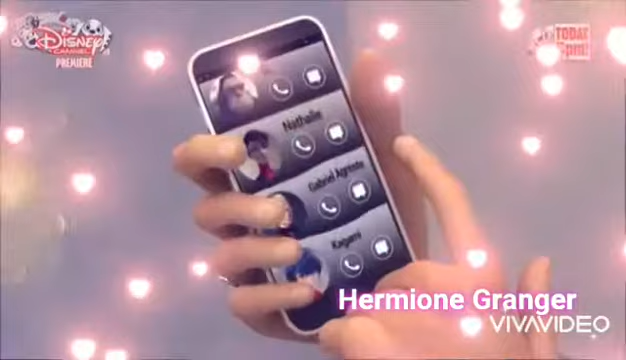 Disney
CHANNEL
PREMIERE
TODAY
Nathalie
Gabriel Agreste
Kagami
Hermione Granger
VIVAVIDEO